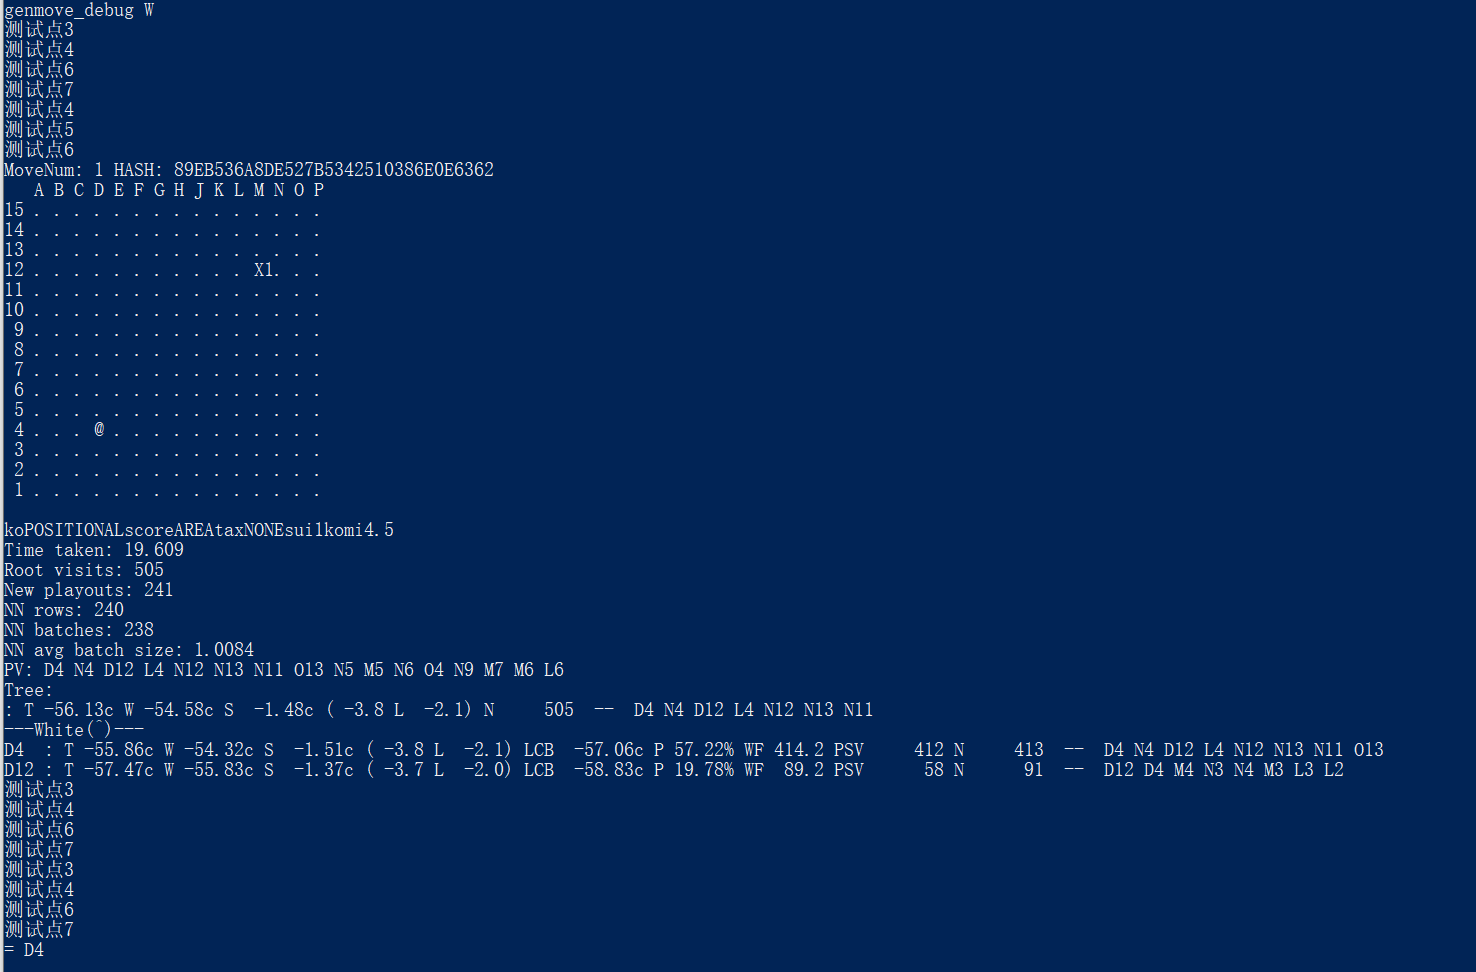 genmove_debug W
测试点3
测试点4
测试点6
测试点7
测试点4
测试点5
测试点6
MoveNum: 1 HASH: 89EB536A8DE527B5342510386E0E6362
   A B C D E F G H J K L M N O P
15 . . . . . . . . . . . . . . .
14 . . . . . . . . . . . . . . .
13 . . . . . . . . . . . . . . .
12 . . . . . . . . . . . X1. . .
11 . . . . . . . . . . . . . . .
10 . . . . . . . . . . . . . . .
 9 . . . . . . . . . . . . . . .
 8 . . . . . . . . . . . . . . .
 7 . . . . . . . . . . . . . . .
 6 . . . . . . . . . . . . . . .
 5 . . . . . . . . . . . . . . .
 4 . . . @ . . . . . . . . . . .
 3 . . . . . . . . . . . . . . .
 2 . . . . . . . . . . . . . . .
 1 . . . . . . . . . . . . . . .
koPOSITIONALscoreAREAtaxNONEsui1komi4.5
Time taken: 19.609
Root visits: 505
New playouts: 241
NN rows: 240
NN batches: 238
NN avg batch size: 1.0084
PV: D4 N4 D12 L4 N12 N13 N11 O13 N5 M5 N6 O4 N9 M7 M6 L6
Tree:
: T -56.13c W -54.58c S  -1.48c ( -3.8 L  -2.1) N     505  --  D4 N4 D12 L4 N12 N13 N11
---White(^)---
D4  : T -55.86c W -54.32c S  -1.51c ( -3.8 L  -2.1) LCB  -57.06c P 57.22% WF 414.2 PSV     412 N     413  --  D4 N4 D12 L4 N12 N13 N11 O13
D12 : T -57.47c W -55.83c S  -1.37c ( -3.7 L  -2.0) LCB  -58.83c P 19.78% WF  89.2 PSV      58 N      91  --  D12 D4 M4 N3 N4 M3 L3 L2
测试点3
测试点4
测试点6
测试点7
测试点3
测试点4
测试点6
测试点7
= D4